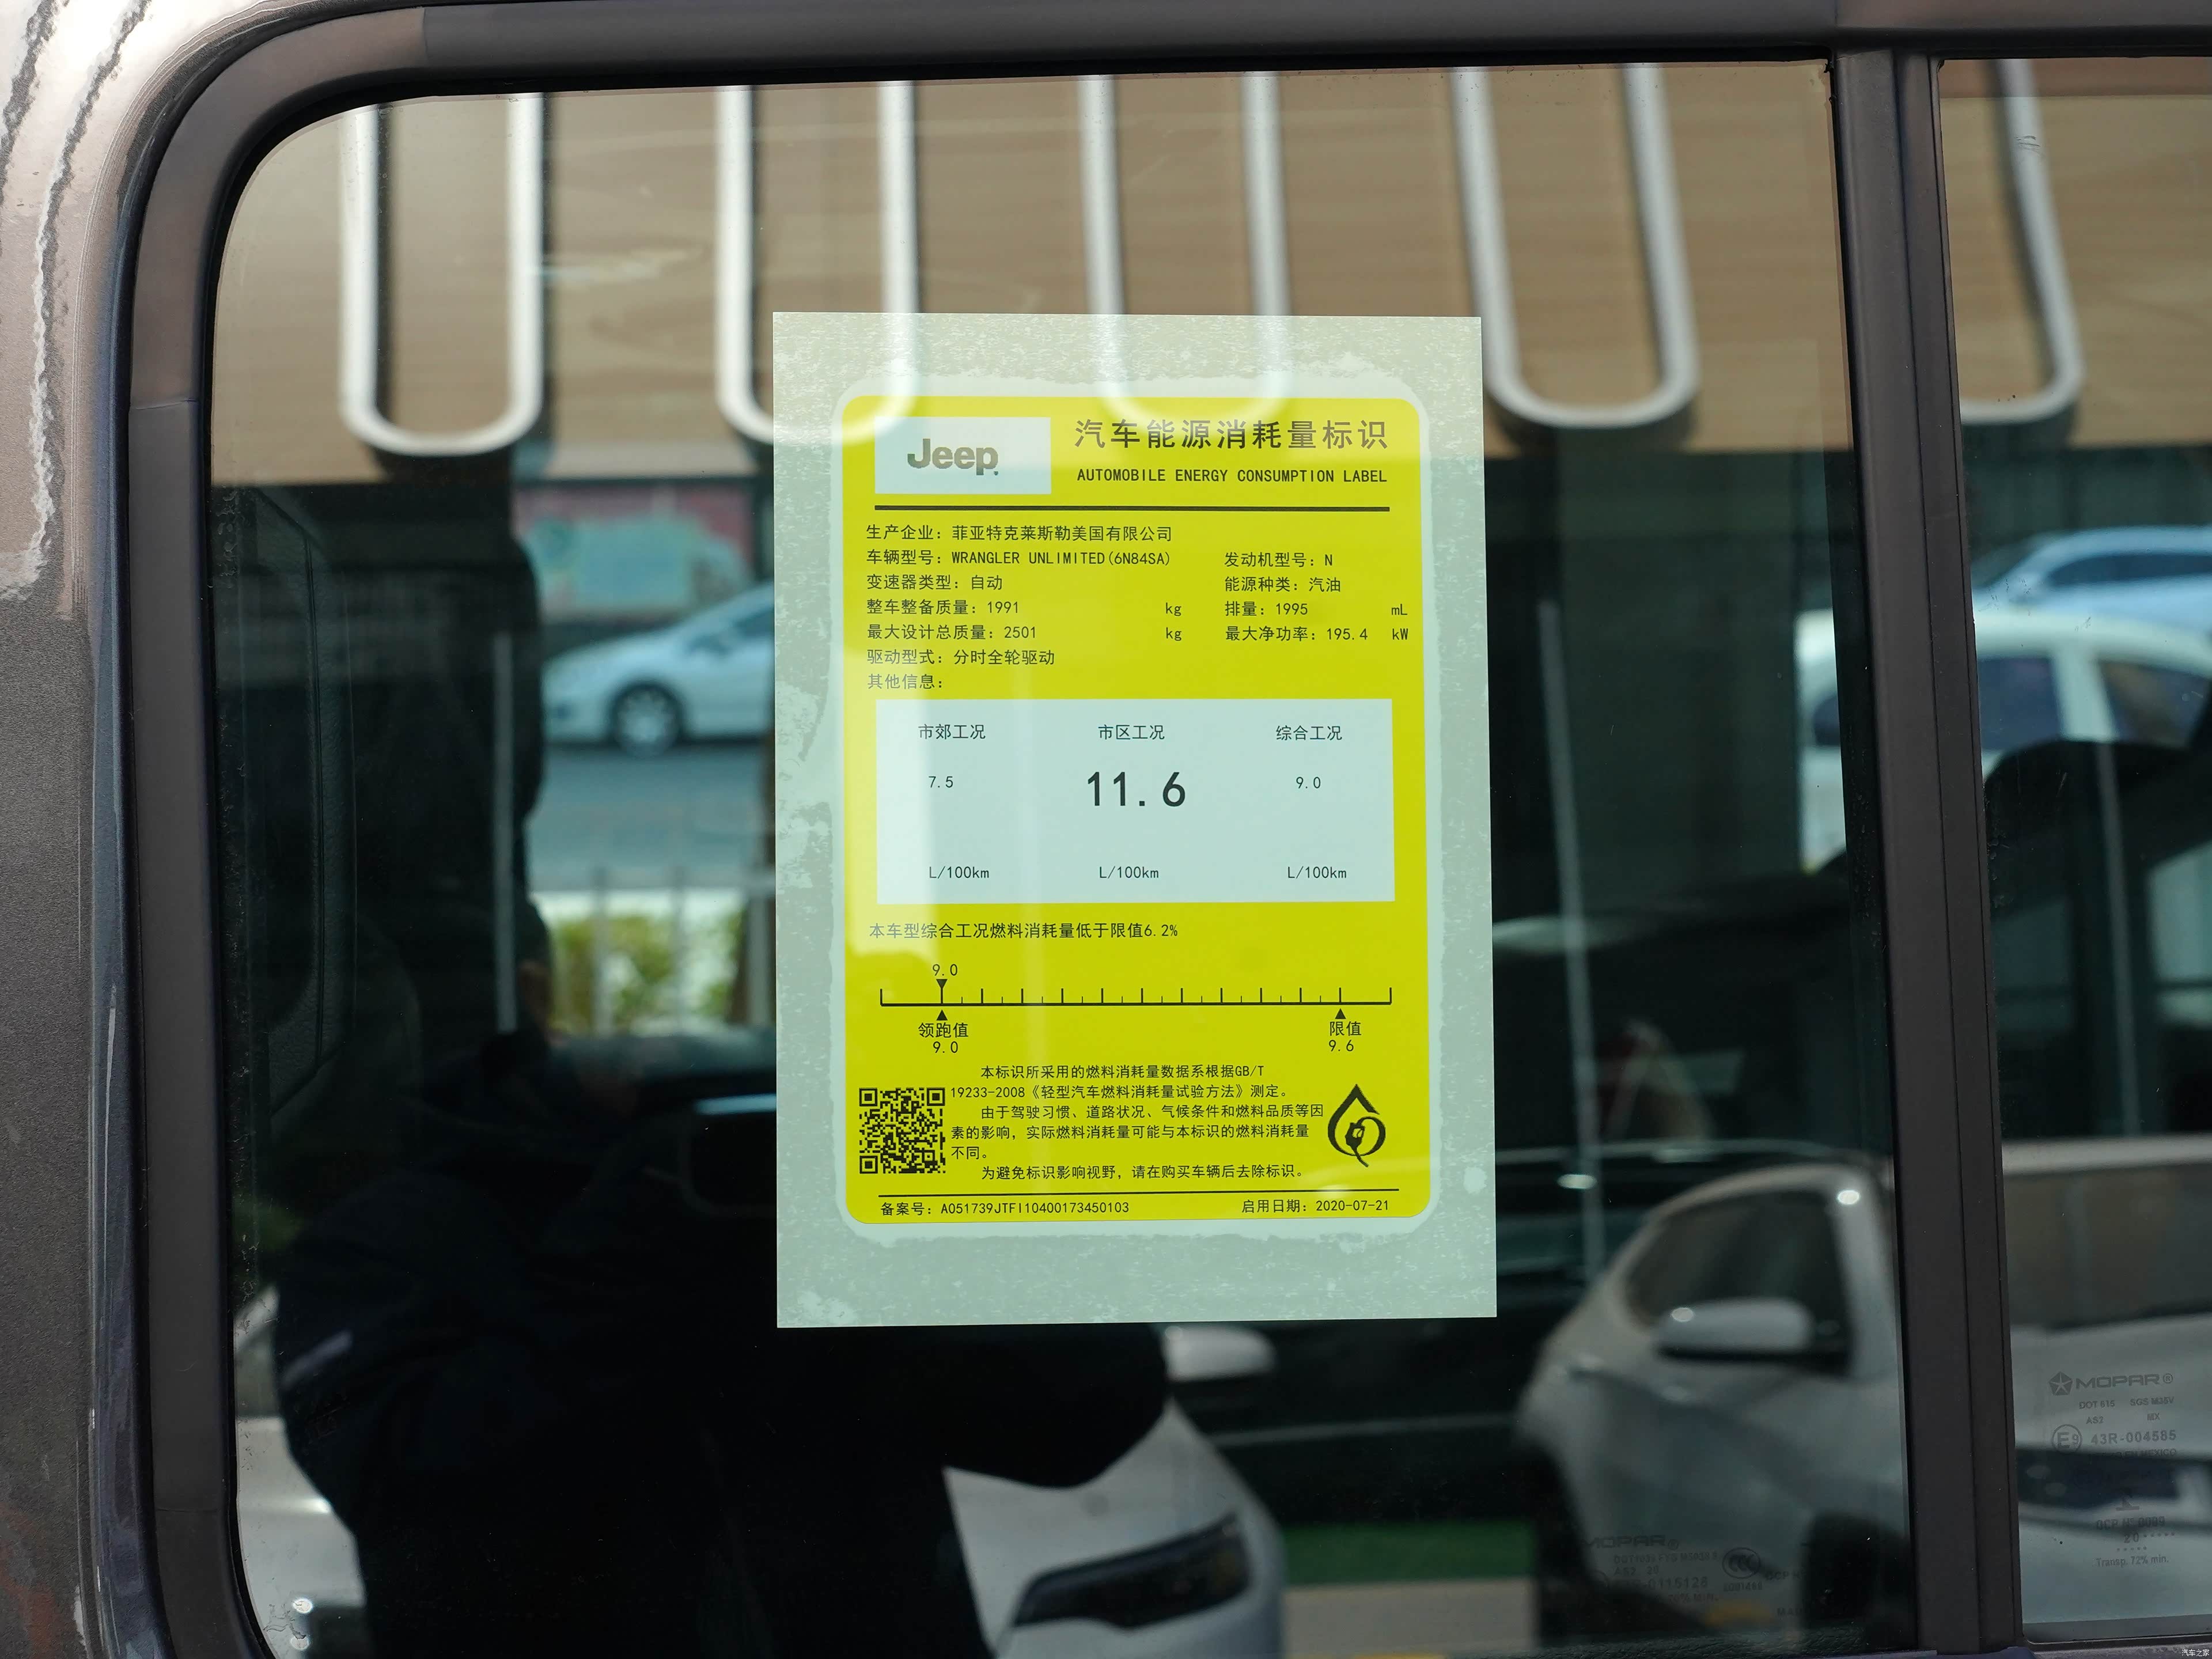 Jeep
汽车能源消耗量标识
AUTOMOBILE ENERGY CONSUMPTION LABEL
生产企业：菲亚特克莱斯勒美国有限公司
车辆型号：WRANGLER UNLIMITED(6N84SA) 发动机型号：N
变速器类型：自动 能源种类：汽油
整车整备质量：1991 kg 排量：1995 mL
最大设计总质量：2501 kg 最大净功率：195.4 kW
驱动型式：分时全轮驱动
其他信息：
市郊工况 市区工况 综合工况
7.5 11.6 9.0
L/100km L/100km L/100km
本车型综合工况燃料消耗量低于限值6.2%
9.0
领跑值 限值
9.0 9.6
本标识所采用的燃料消耗量数据系根据GB/T
19233-2008《轻型汽车燃料消耗量试验方法》测定。
由于驾驶习惯、道路状况、气候条件和燃料品质等因
素的影响，实际燃料消耗量可能与本标识的燃料消耗量
不同。
为避免标识影响视野，请在购买车辆后去除标识。
备案号：A051739JTFI10400173450103 启用日期：2020-07-21
MOPAR®
DOT 615
AS2
E9 43R-004585
Transp. 72% min.
MOPAR®
汽车之家